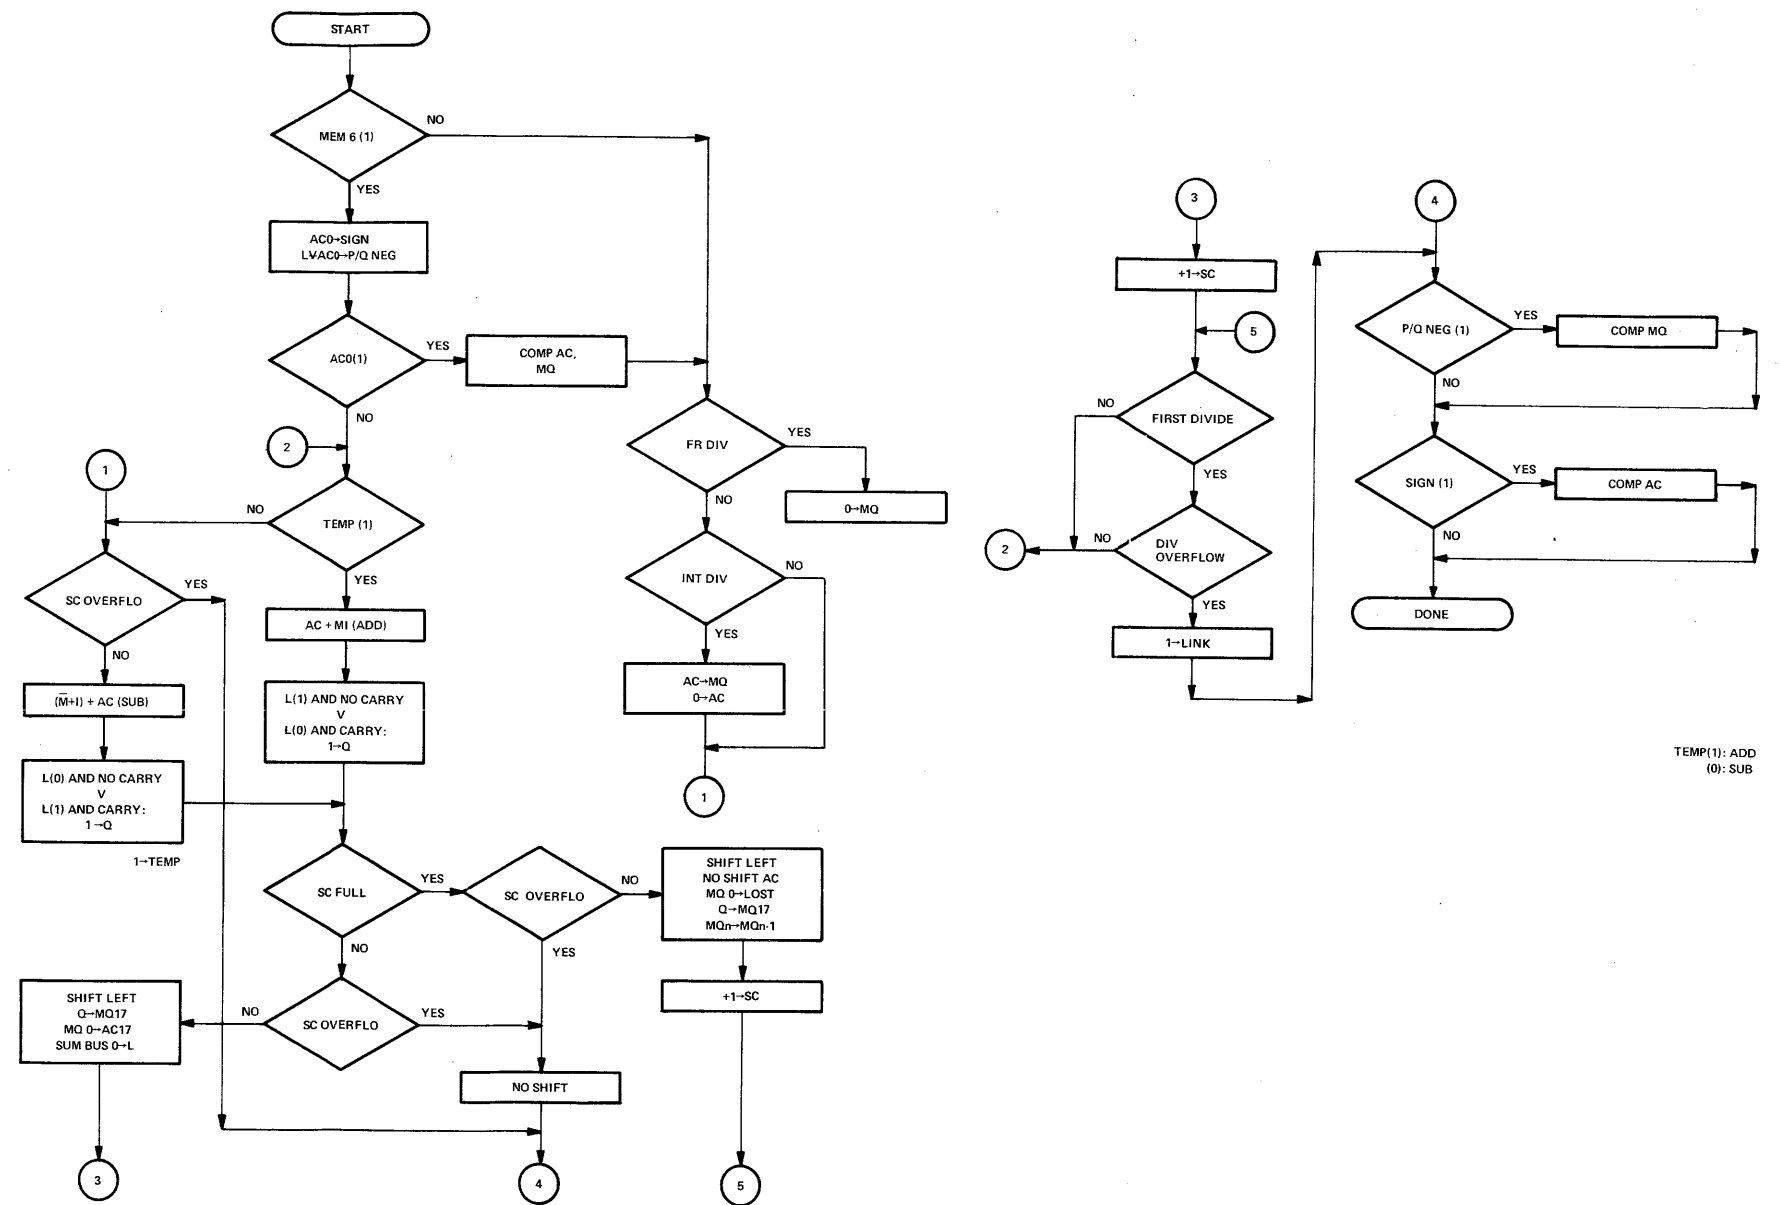 START
MEM 6 (1)
NO
YES
AC0→SIGN
L∀AC0→P/Q NEG
AC0(1)
YES
COMP AC,
MQ
NO
2
1
TEMP (1)
NO
YES
FR DIV
YES
NO
0→MQ
SC OVERFLO
YES
NO
AC + MI (ADD)
INT DIV
NO
YES
(M̅+I) + AC (SUB)
L(1) AND NO CARRY
V
L(0) AND CARRY:
1→Q
AC→MQ
0→AC
1
L(0) AND NO CARRY
V
L(1) AND CARRY:
1→Q
1→TEMP
SC FULL
YES
NO
SC OVERFLO
NO
YES
SHIFT LEFT
NO SHIFT AC
MQ 0→LOST
Q→MQ17
MQn→MQn-1
+1→SC
SC OVERFLO
NO
YES
SHIFT LEFT
Q→MQ17
MQ 0→AC17
SUM BUS 0→L
NO SHIFT
3
4
5
3
+1→SC
5
FIRST DIVIDE
NO
YES
DIV
OVERFLOW
NO
2
YES
1→LINK
4
P/Q NEG (1)
YES
COMP MQ
NO
SIGN (1)
YES
COMP AC
NO
DONE
TEMP(1): ADD
(0): SUB